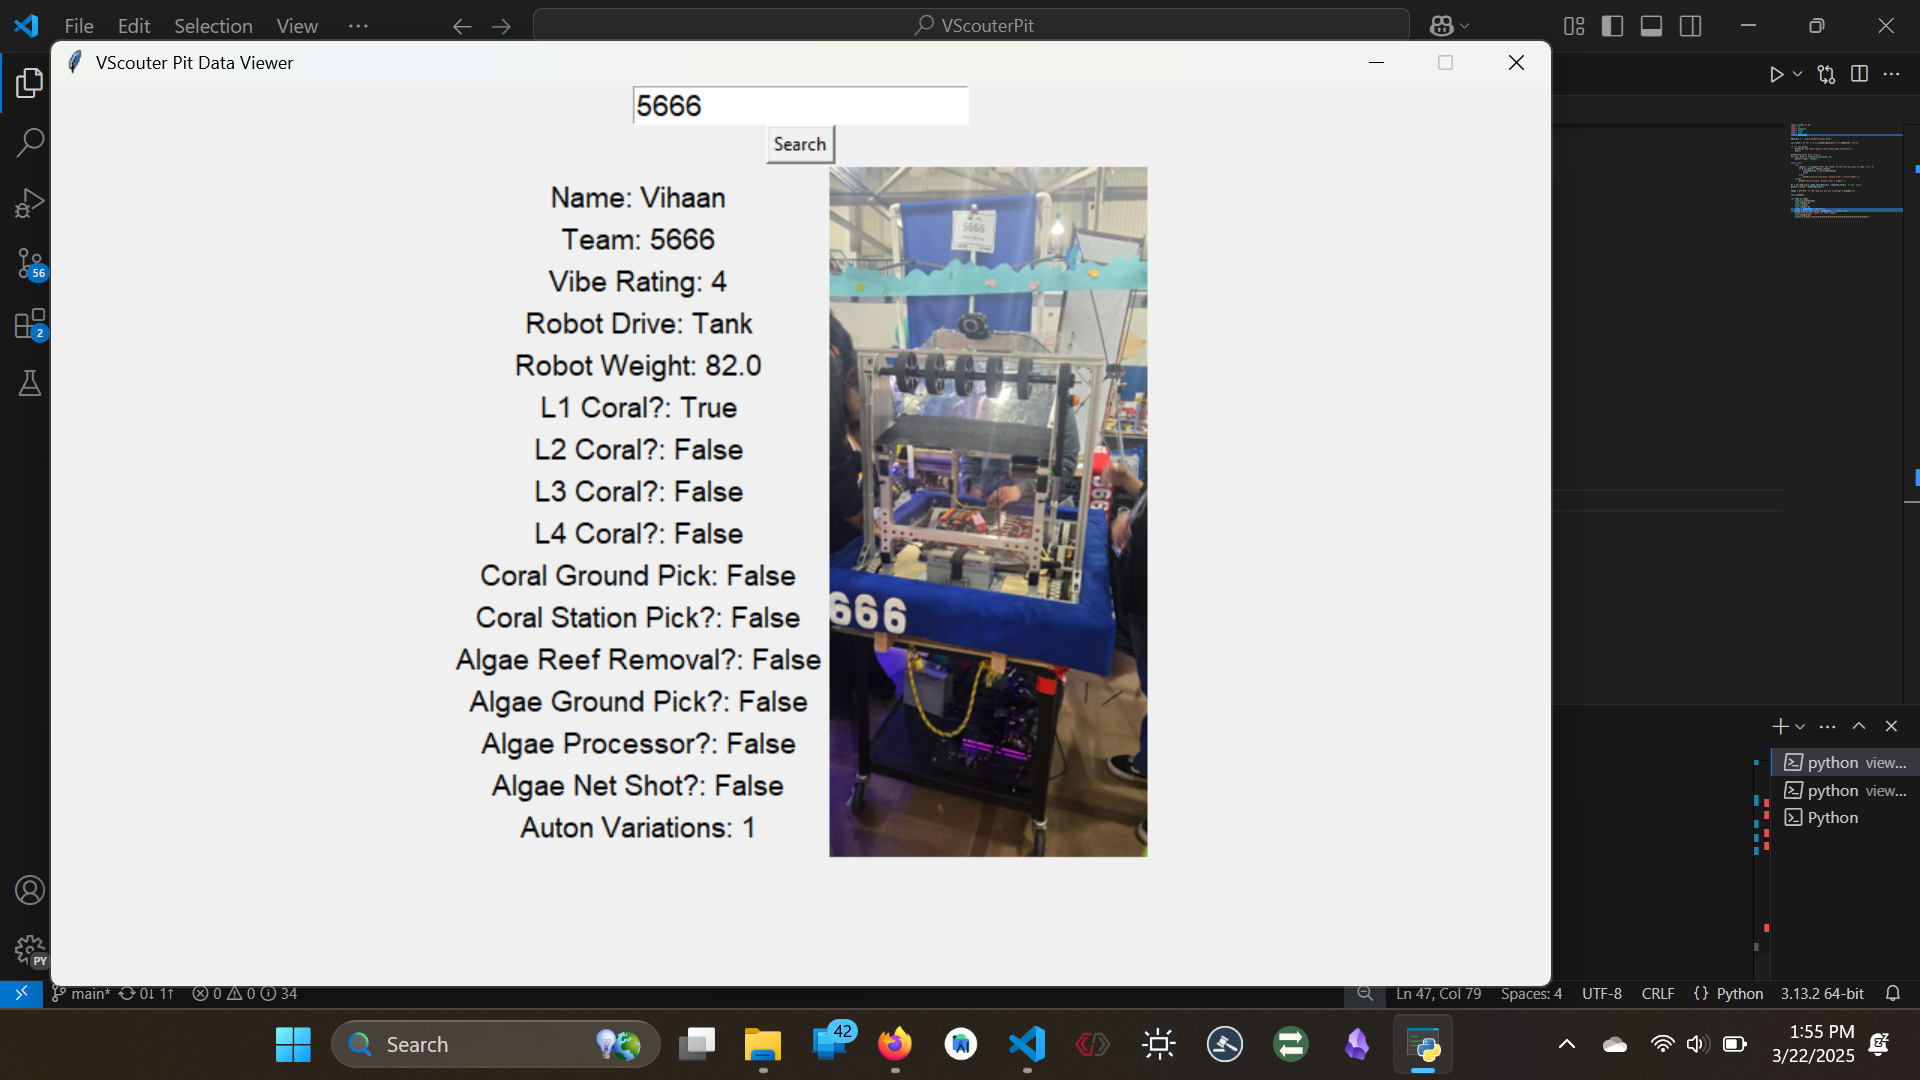 File Edit Selection View ...
VScouterPit
VScouter Pit Data Viewer
5666
Search
Name: Vihaan
Team: 5666
Vibe Rating: 4
Robot Drive: Tank
Robot Weight: 82.0
L1 Coral?: True
L2 Coral?: False
L3 Coral?: False
L4 Coral?: False
Coral Ground Pick: False
Coral Station Pick?: False
Algae Reef Removal?: False
Algae Ground Pick?: False
Algae Processor?: False
Algae Net Shot?: False
Auton Variations: 1
5666
666
56
2
PY
python view...
python view...
Python
main* 0↓ 1↑ 0 0 34
Ln 47, Col 79 Spaces: 4 UTF-8 CRLF {} Python 3.13.2 64-bit
Search
42
1:55 PM
3/22/2025